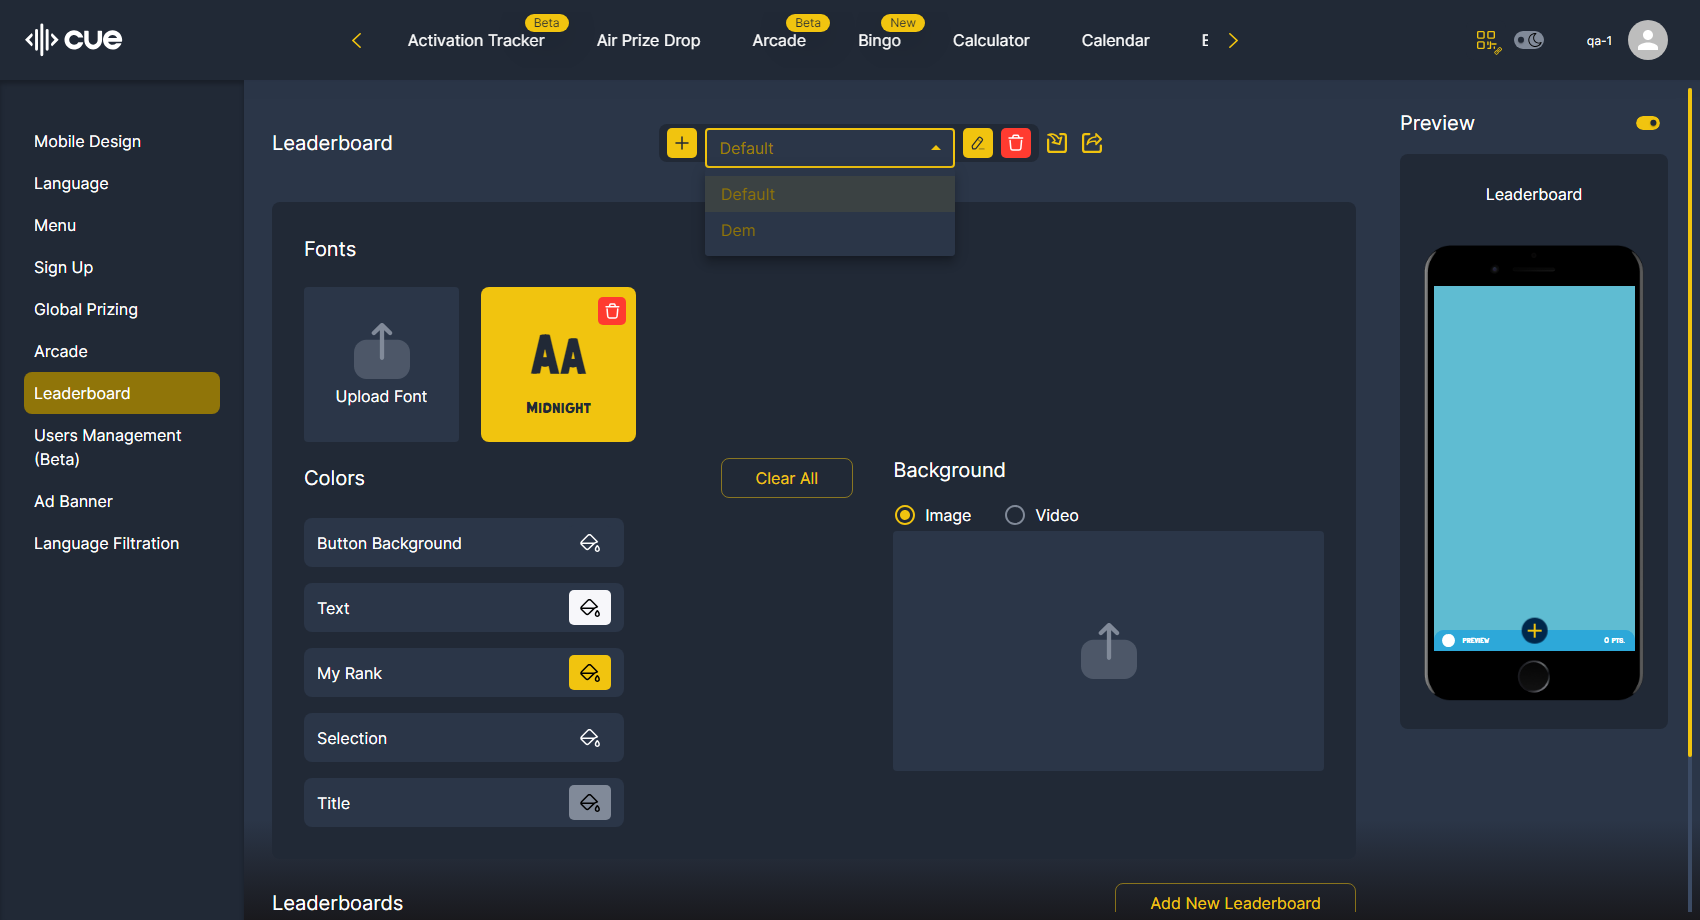 cue
Activation Tracker
Beta
Air Prize Drop
Arcade
Beta
Bingo
New
Calculator
Calendar
qa-1
Mobile Design
Language
Menu
Sign Up
Global Prizing
Arcade
Leaderboard
Users Management
(Beta)
Ad Banner
Language Filtration
Leaderboard
Default
Default
Dem
Fonts
Upload Font
AA
MIDNIGHT
Colors
Clear All
Button Background
Text
My Rank
Selection
Title
Background
Image
Video
Leaderboards
Add New Leaderboard
Preview
Leaderboard
PREVIEW
0 PTS.